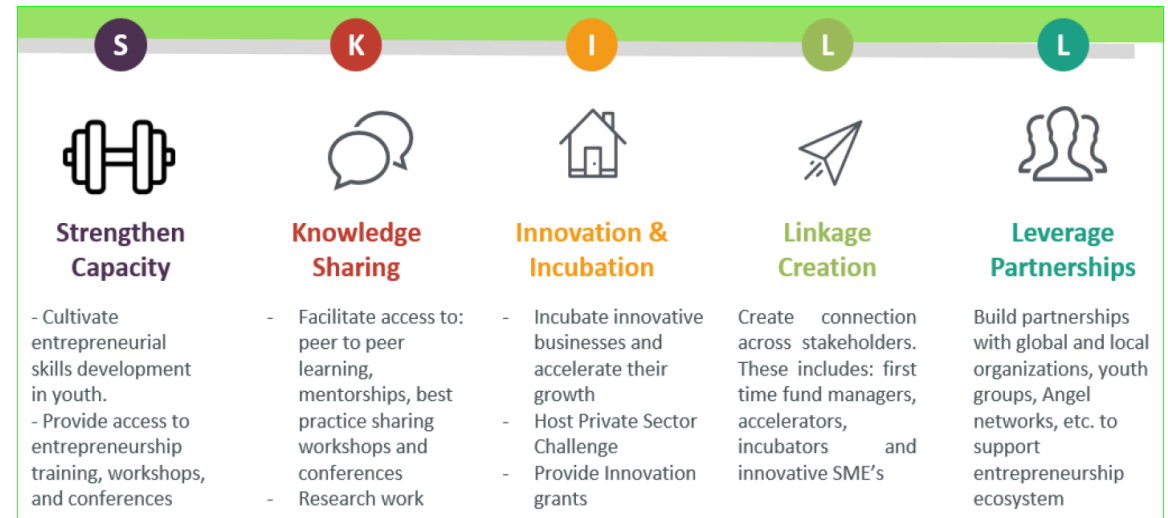 S
K
I
L
L
Strengthen
Capacity
- Cultivate
entrepreneurial
skills development
in youth.
- Provide access to
entrepreneurship
training, workshops,
and conferences
Knowledge
Sharing
- Facilitate access to:
peer to peer
learning,
mentorships, best
practice sharing
workshops and
conferences
- Research work
Innovation &
Incubation
- Incubate innovative
businesses and
accelerate their
growth
- Host Private Sector
Challenge
- Provide Innovation
grants
Linkage
Creation
Create connection
across stakeholders.
These includes: first
time fund managers,
accelerators,
incubators and
innovative SME's
Leverage
Partnerships
Build partnerships
with global and local
organizations, youth
groups, Angel
networks, etc. to
support
entrepreneurship
ecosystem